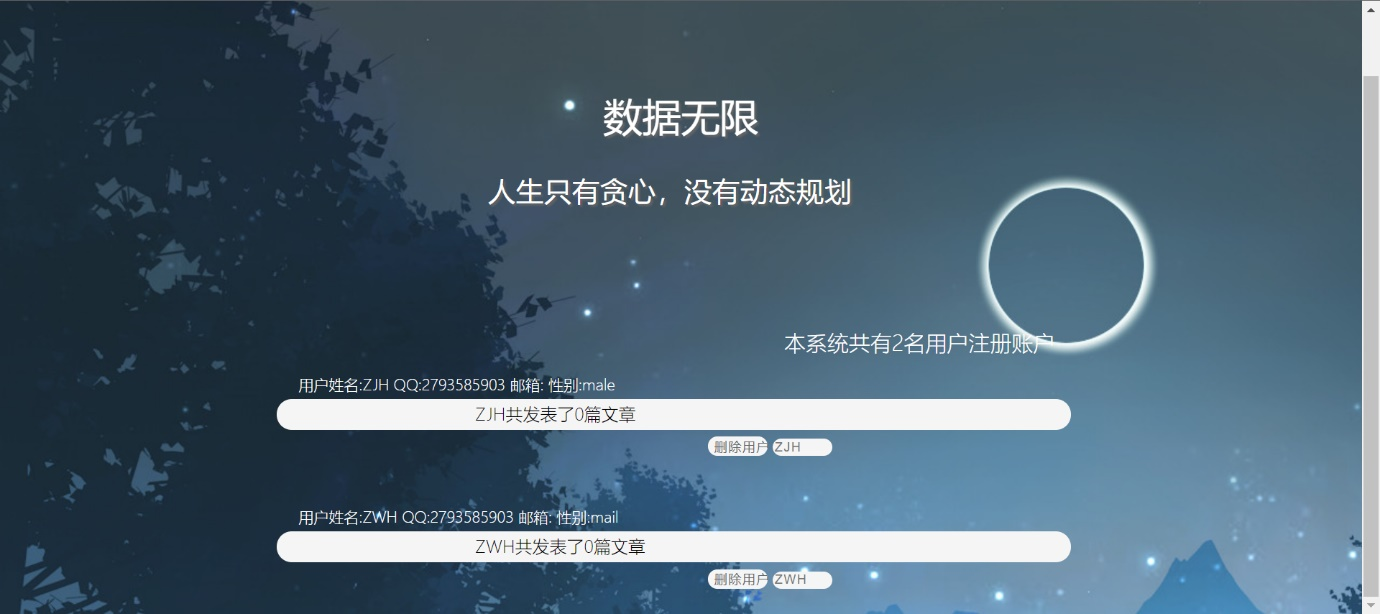 数据无限
人生只有贪心，没有动态规划
本系统共有2名用户注册账户
用户姓名:ZJH QQ:2793585903 邮箱: 性别:male
ZJH共发表了0篇文章
删除用户 ZJH
用户姓名:ZWH QQ:2793585903 邮箱: 性别:mail
ZWH共发表了0篇文章
删除用户 ZWH